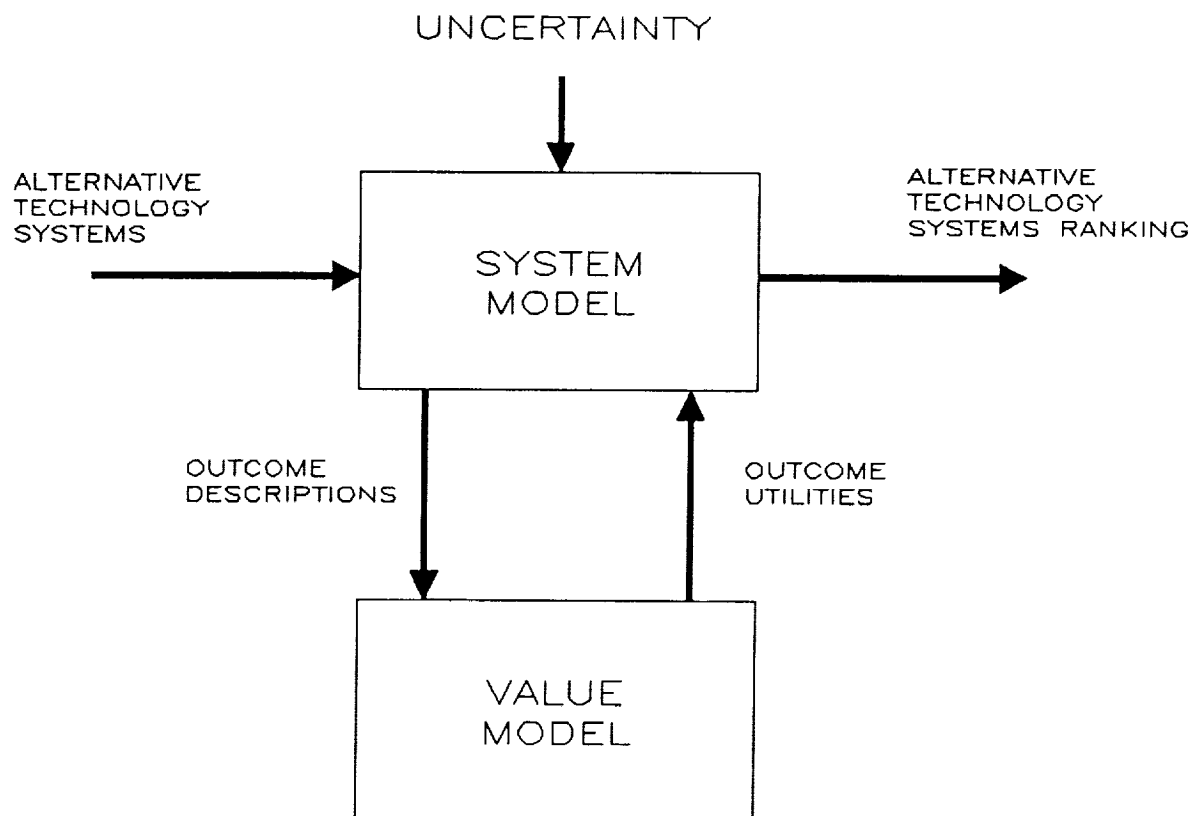 UNCERTAINTY
ALTERNATIVE
TECHNOLOGY
SYSTEMS
SYSTEM
MODEL
ALTERNATIVE
TECHNOLOGY
SYSTEMS RANKING
OUTCOME
DESCRIPTIONS
OUTCOME
UTILITIES
VALUE
MODEL